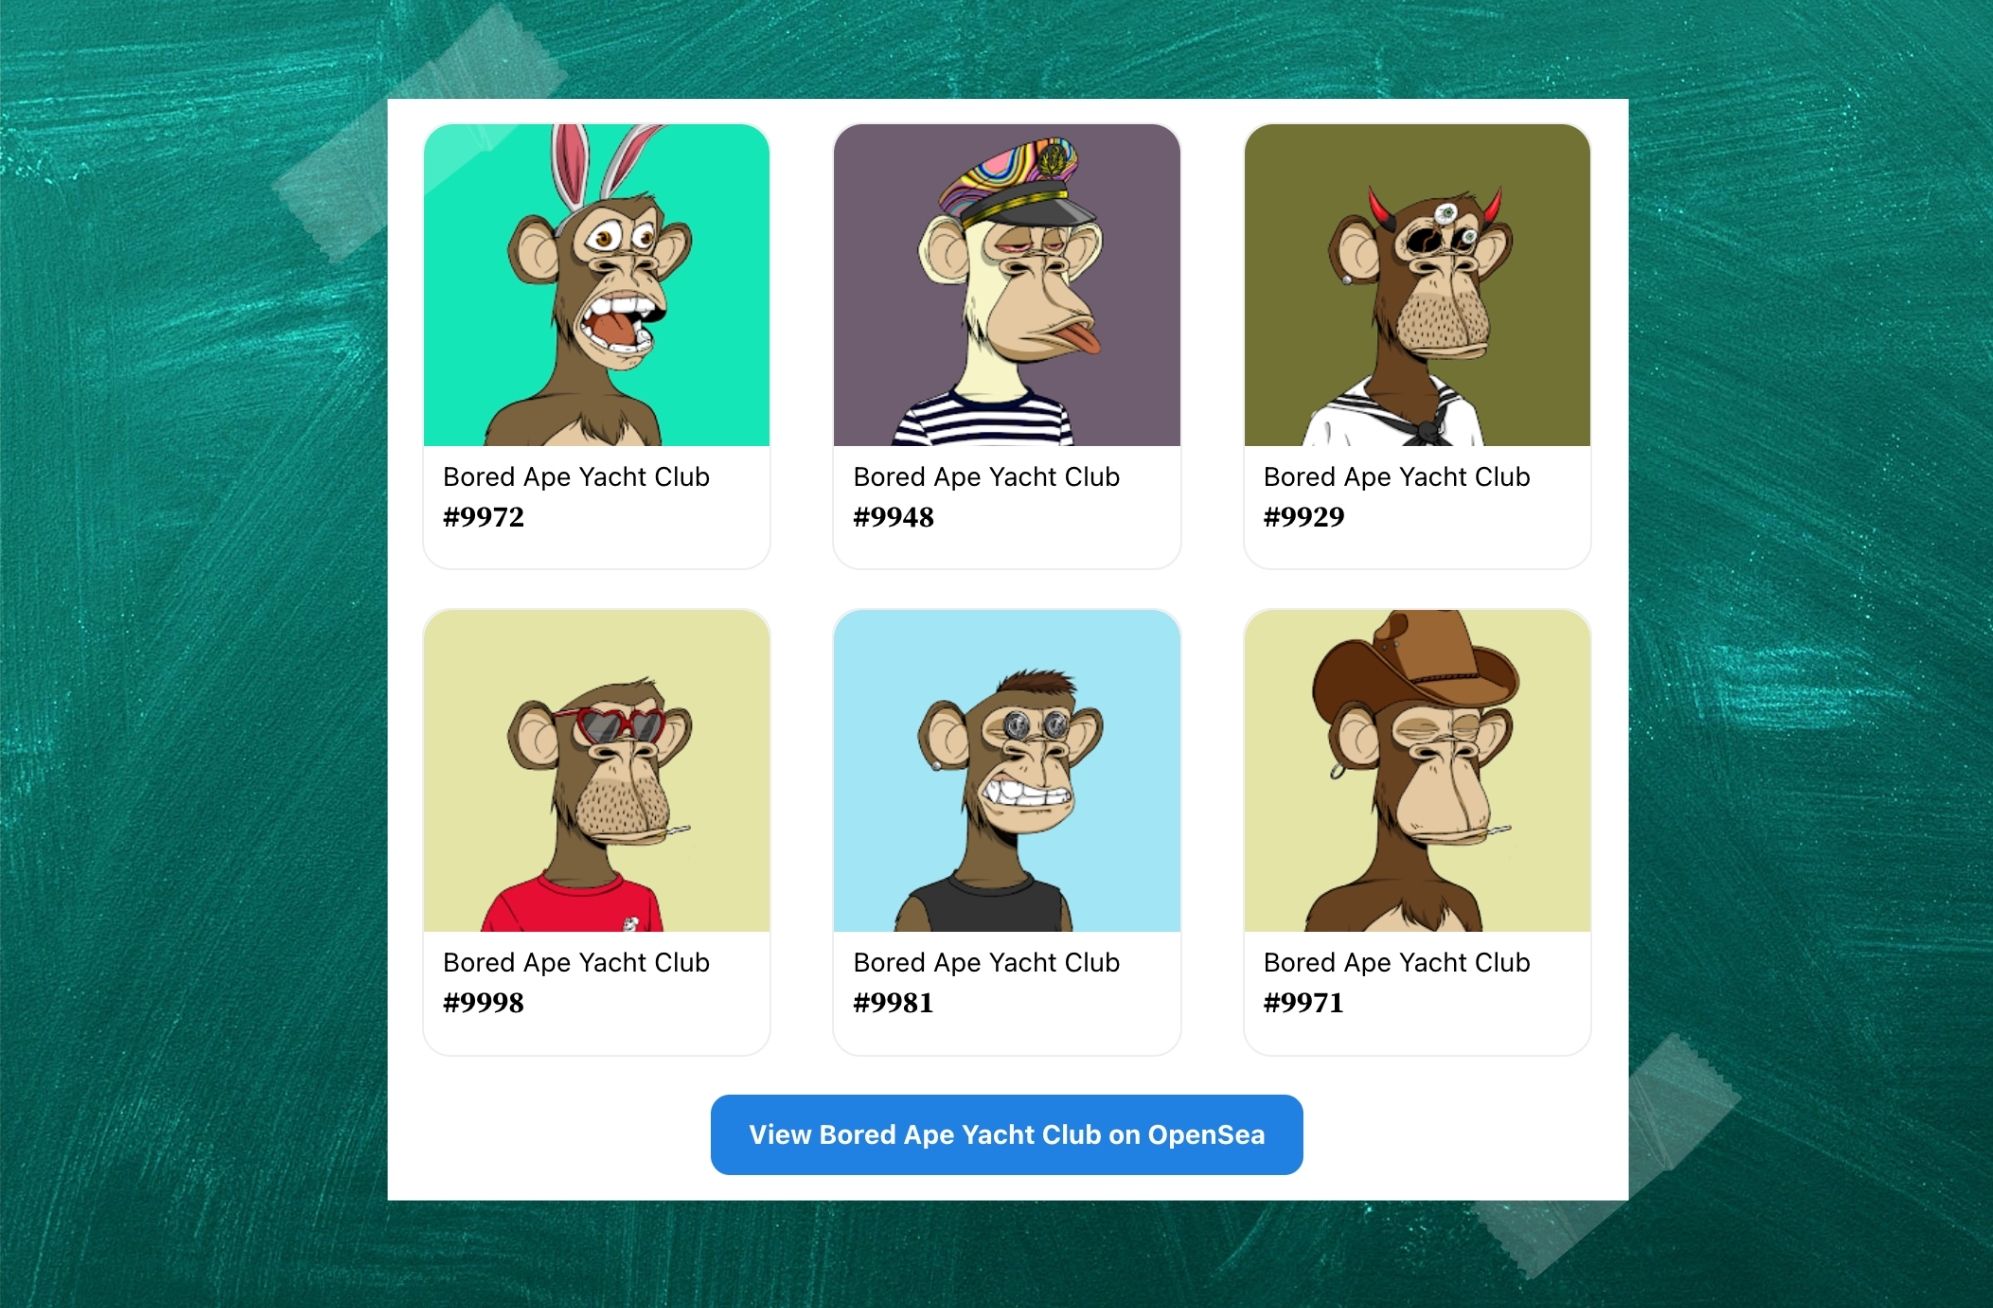 Bored Ape Yacht Club
#9972
Bored Ape Yacht Club
#9948
Bored Ape Yacht Club
#9929
Bored Ape Yacht Club
#9998
Bored Ape Yacht Club
#9981
Bored Ape Yacht Club
#9971
View Bored Ape Yacht Club on OpenSea